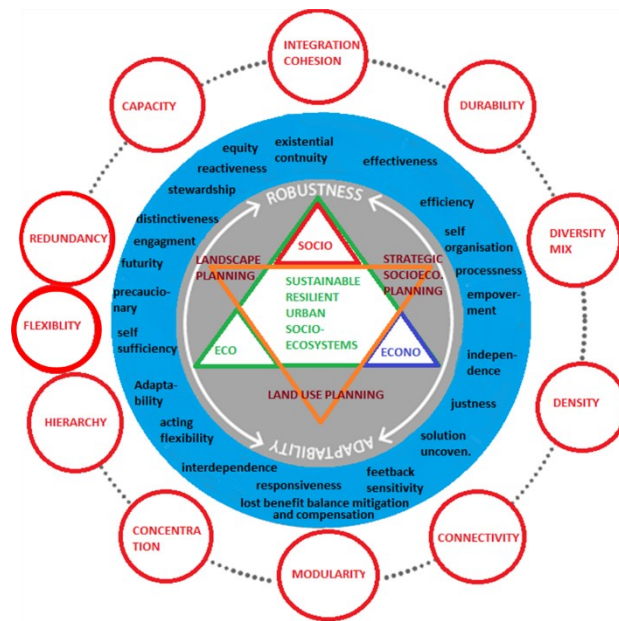 INTEGRATION
COHESION
CAPACITY
DURABILITY
equity
existential
contnuity
reactiveness
effectiveness
stewardship
ROBUSTNESS
efficiency
distinctiveness
REDUNDANCY
engagment
SOCIO
self
organisation
DIVERSITY
MIX
futurity
LANDSCAPE
PLANNING
STRATEGIC
SOCIOECO.
PLANNING
processness
SUSTAINABLE
RESILIENT
URBAN
SOCIO-
ECOSYSTEMS
precaucio-
nary
empover-
ment
FLEXIBLITY
self
sufficiency
ECO
ECONO
indepen-
dence
Adapta-
bility
LAND USE PLANNING
justness
DENSITY
HIERARCHY
acting
flexibility
ADAPTABILITY
solution
uncoven.
interdependence
feetback
sensitivity
responsiveness
lost benefit balance mitigation
and compensation
CONCENTRA
TION
CONNECTIVITY
MODULARITY